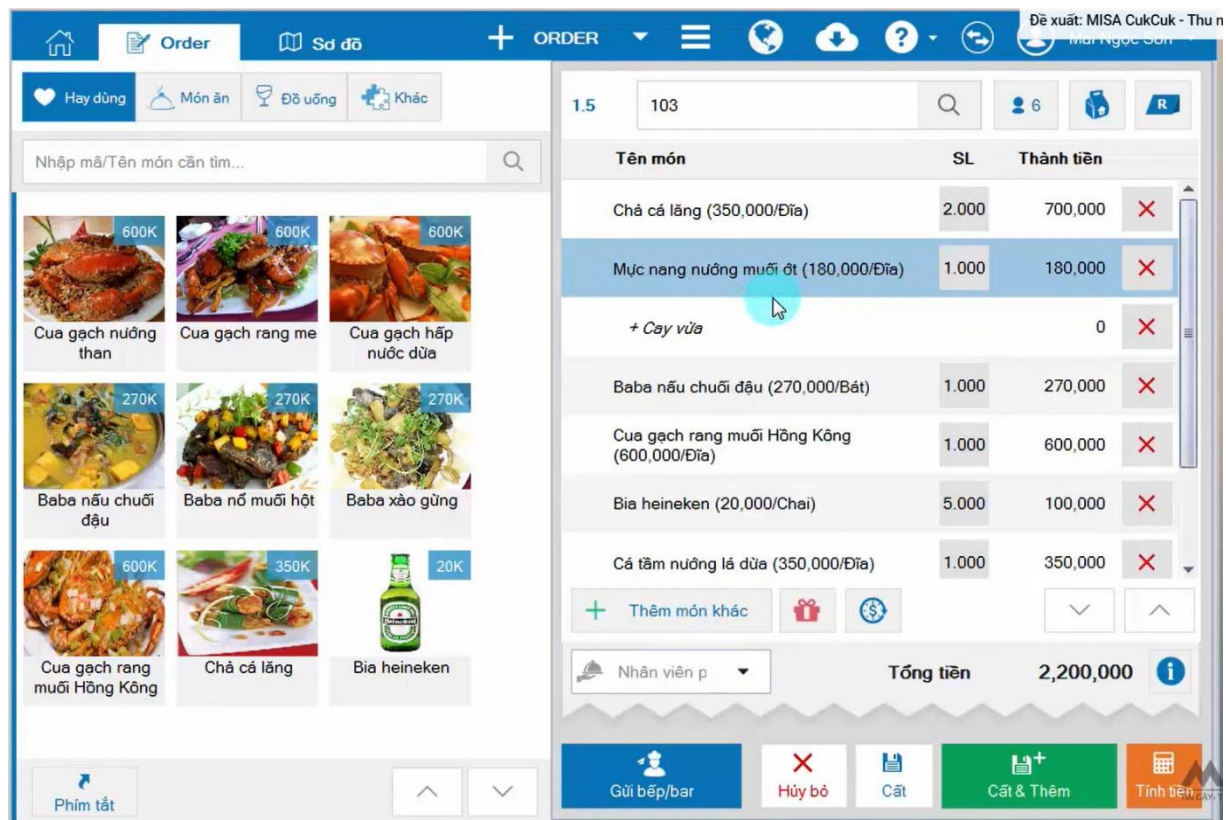 Đề xuất: MISA CukCuk - Thu n
Order
Sơ đồ
ORDER
Mai Ngọc Sơn
Hay dùng
Món ăn
Đồ uống
Khác
1.5
103
6
R
Nhập mã/Tên món cần tìm...
Tên món
SL
Thành tiền
600K
600K
600K
Cua gạch nướng than
Cua gạch rang me
Cua gạch hấp nước dừa
270K
270K
270K
Baba nấu chuối đậu
Baba nổ muối hột
Baba xào gừng
600K
350K
20K
Heineken
Cua gạch rang muối Hồng Kông
Chả cá lăng
Bia heineken
Phím tắt
Chả cá lăng (350,000/Đĩa) 2.000 700,000
Mực nang nướng muối ớt (180,000/Đĩa) 1.000 180,000
+ Cay vừa 0
Baba nấu chuối đậu (270,000/Bát) 1.000 270,000
Cua gạch rang muối Hồng Kông
(600,000/Đĩa) 1.000 600,000
Bia heineken (20,000/Chai) 5.000 100,000
Cá tầm nướng lá dừa (350,000/Đĩa) 1.000 350,000
Thêm món khác
Nhân viên p
Tổng tiền 2,200,000
Gửi bếp/bar
Hủy bỏ
Cất
Cất & Thêm
Tính tiền